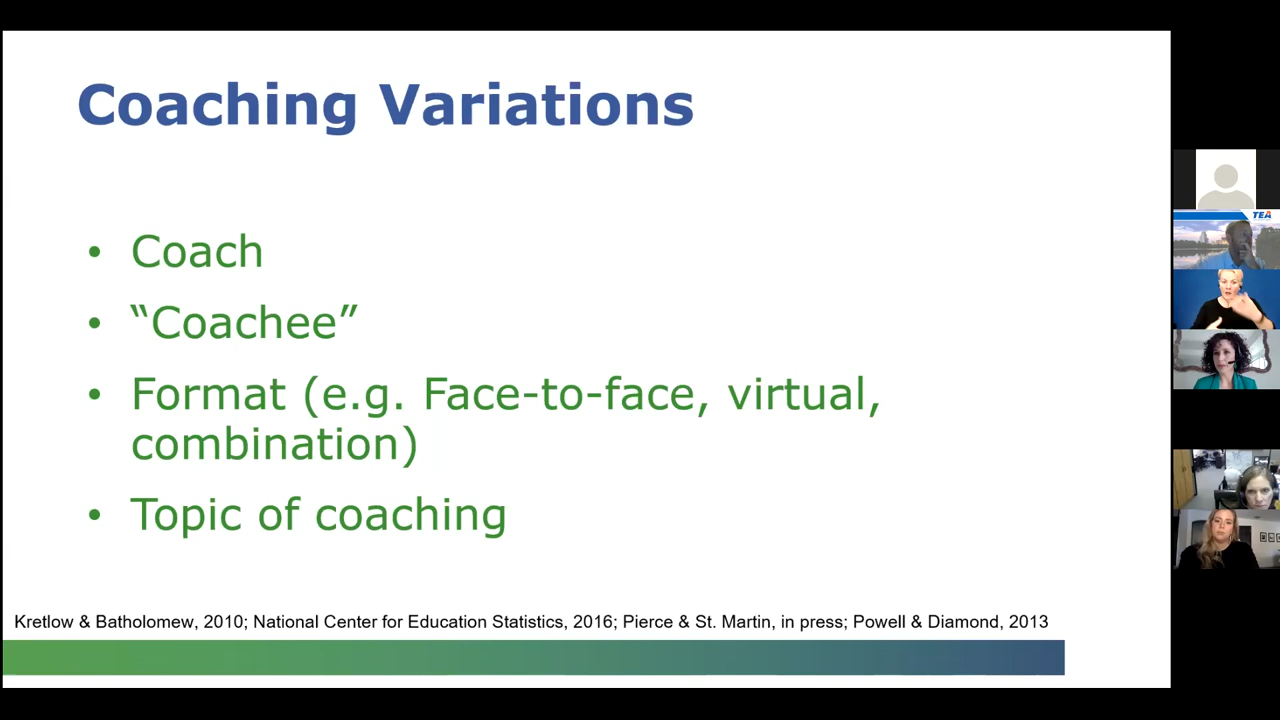 Coaching Variations
• Coach
• “Coachee”
• Format (e.g. Face-to-face, virtual,
combination)
• Topic of coaching
Kretlow & Batholomew, 2010; National Center for Education Statistics, 2016; Pierce & St. Martin, in press; Powell & Diamond, 2013
TEA